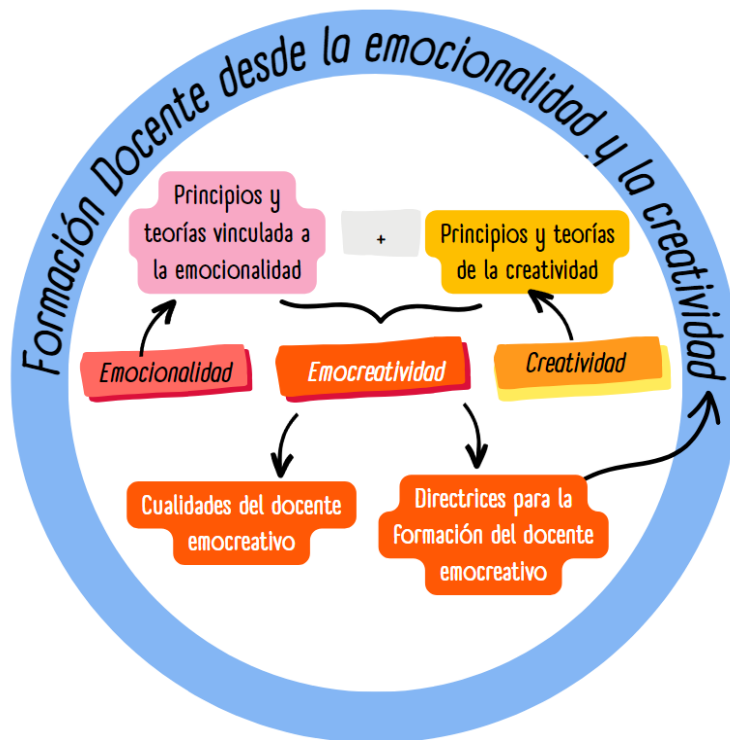 Formación Docente desde la emocionalidad y la creatividad
Principios y
teorías vinculada a
la emocionalidad
+
Principios y teorías
de la creatividad
Emocionalidad
Emocreatividad
Creatividad
Cualidades del docente
emocreativo
Directrices para la
formación del docente
emocreativo